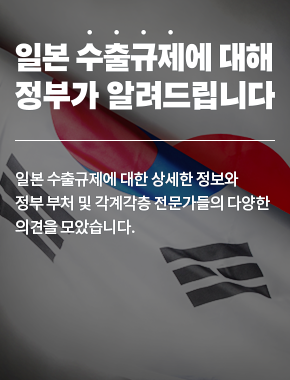 일본 수출규제에 대해
정부가 알려드립니다
일본 수출규제에 대한 상세한 정보와
정부 부처 및 각계각층 전문가들의 다양한
의견을 모았습니다.